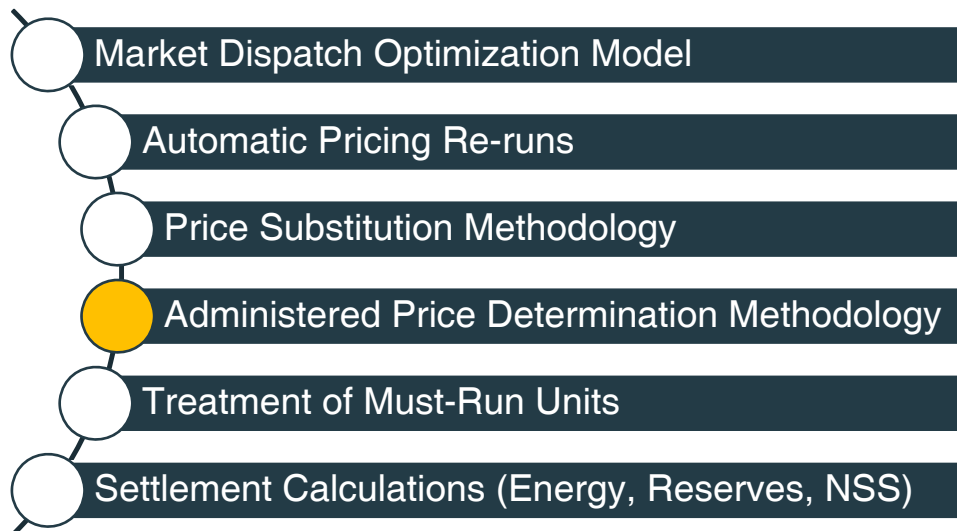 Market Dispatch Optimization Model
Automatic Pricing Re-runs
Price Substitution Methodology
Administered Price Determination Methodology
Treatment of Must-Run Units
Settlement Calculations (Energy, Reserves, NSS)